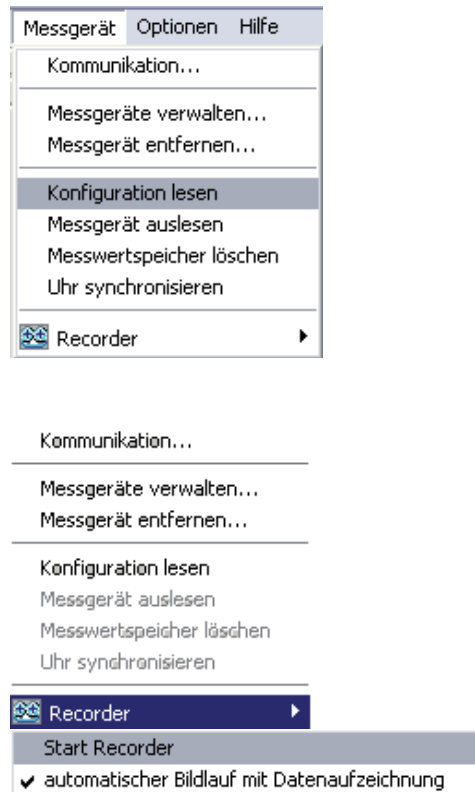 Messgerät Optionen Hilfe
Kommunikation...
Messgeräte verwalten...
Messgerät entfernen...
Konfiguration lesen
Messgerät auslesen
Messwertspeicher löschen
Uhr synchronisieren
Recorder
Kommunikation...
Messgeräte verwalten...
Messgerät entfernen...
Konfiguration lesen
Messgerät auslesen
Messwertspeicher löschen
Uhr synchronisieren
Recorder
Start Recorder
automatischer Bildlauf mit Datenaufzeichnung